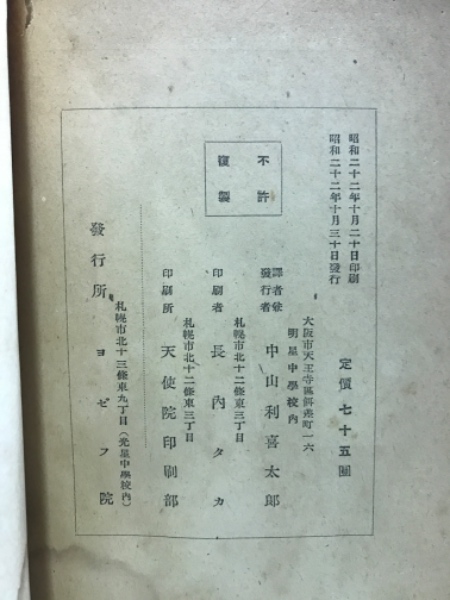 昭和二十二年十月二十日印刷
昭和二十二年十月三十日發行
定價七十五圓
不許
複製
大阪市天王寺區餌差町一六
明星中學校內
譯者兼
發行者
中山利喜太郎
札幌市北十二條東三丁目
印刷者 長內タカ
札幌市北十二條東三丁目
印刷所 天使院印刷部
札幌市北十三條東九丁目(光星中學校內)
發行所 ヨゼフ院